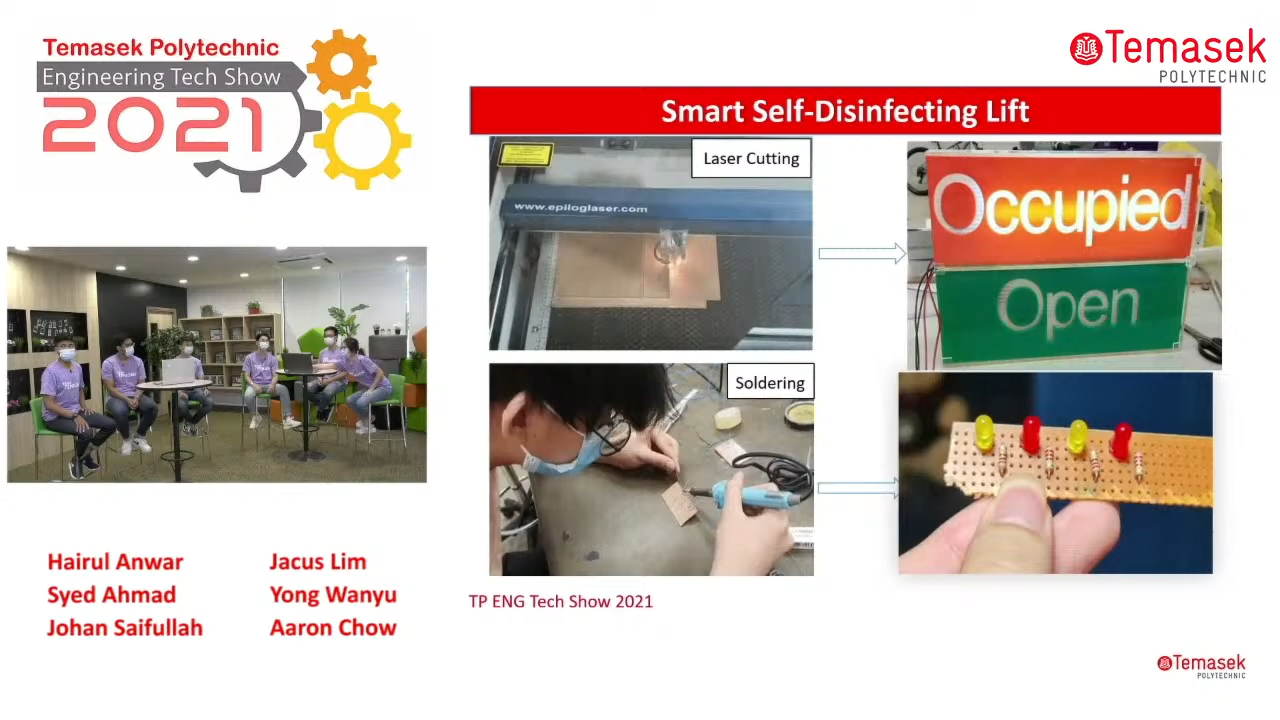 Temasek Polytechnic
Engineering Tech Show
2021
Temasek
POLYTECHNIC
Smart Self-Disinfecting Lift
Laser Cutting
www.epiloglaser.com
Occupied
Open
Soldering
Hairul Anwar
Jacus Lim
Syed Ahmad
Yong Wanyu
Johan Saifullah
Aaron Chow
TP ENG Tech Show 2021
Temasek
POLYTECHNIC